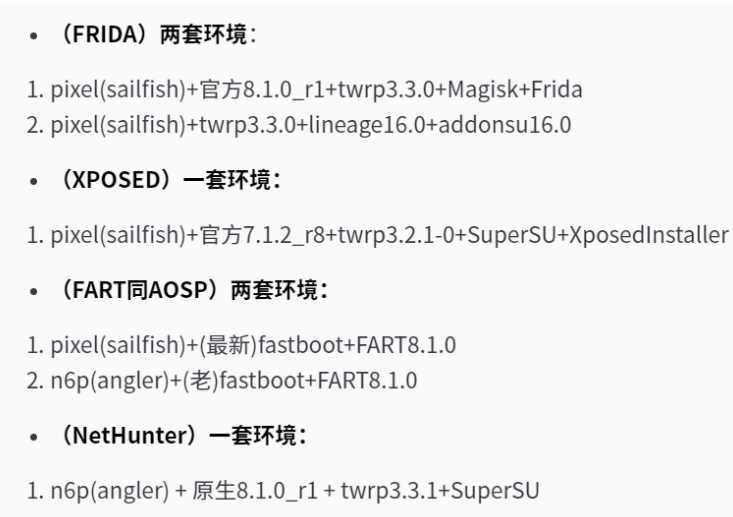 • （FRIDA）两套环境：
1. pixel(sailfish)+官方8.1.0_r1+twrp3.3.0+Magisk+Frida
2. pixel(sailfish)+twrp3.3.0+lineage16.0+addonsu16.0
• （XPOSED）一套环境：
1. pixel(sailfish)+官方7.1.2_r8+twrp3.2.1-0+SuperSU+XposedInstaller
• （FART同AOSP）两套环境：
1. pixel(sailfish)+(最新)fastboot+FART8.1.0
2. n6p(angler)+(老)fastboot+FART8.1.0
• （NetHunter）一套环境：
1. n6p(angler) + 原生8.1.0_r1 + twrp3.3.1+SuperSU